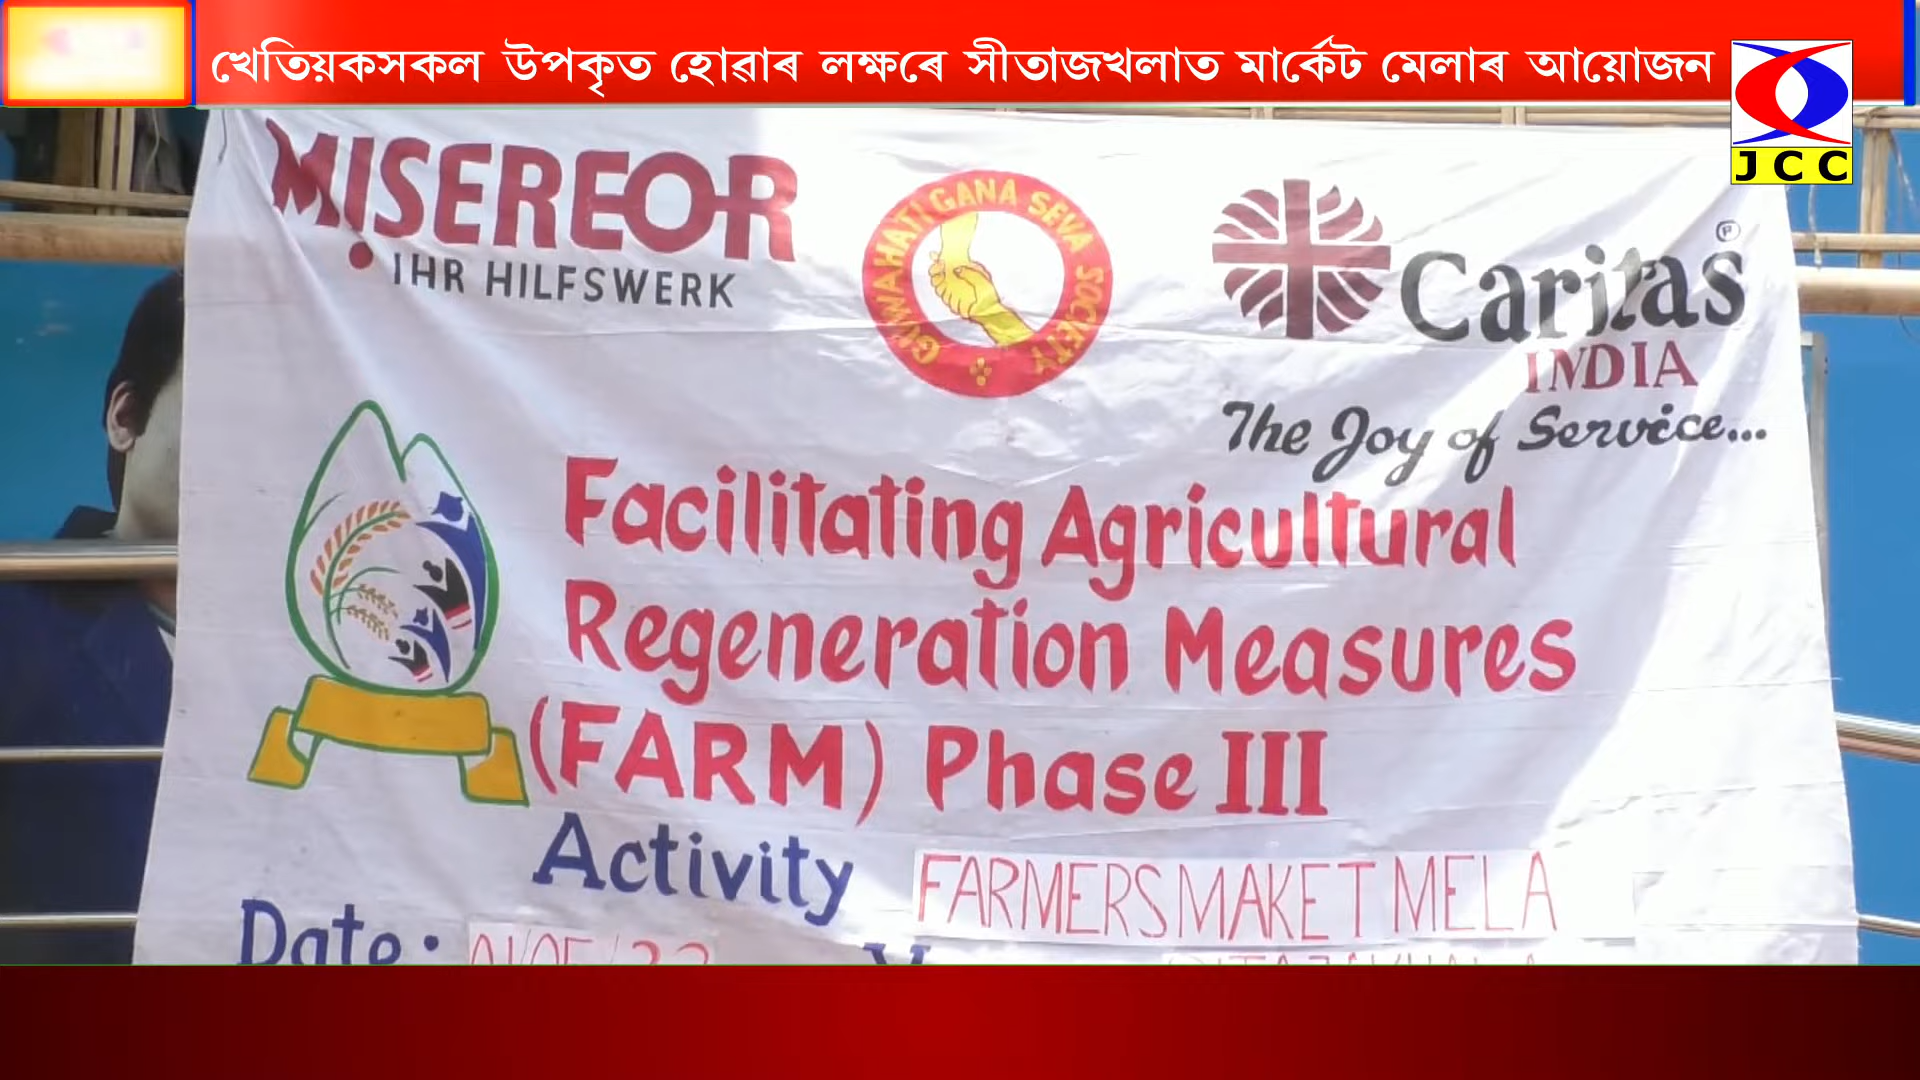 খেতিয়কসকল উপকৃত হোৱাৰ লক্ষৰে সীতাজখলাত মাৰ্কেট মেলাৰ আয়োজন
JCC
MISEREOR
IHR HILFSWERK
GUWAHATI GANA SEVA SOCIETY
Caritas
INDIA
The Joy of Service...
Facilitating Agricultural
Regeneration Measures
(FARM) Phase III
Activity FARMERS MAKET MELA
Date: